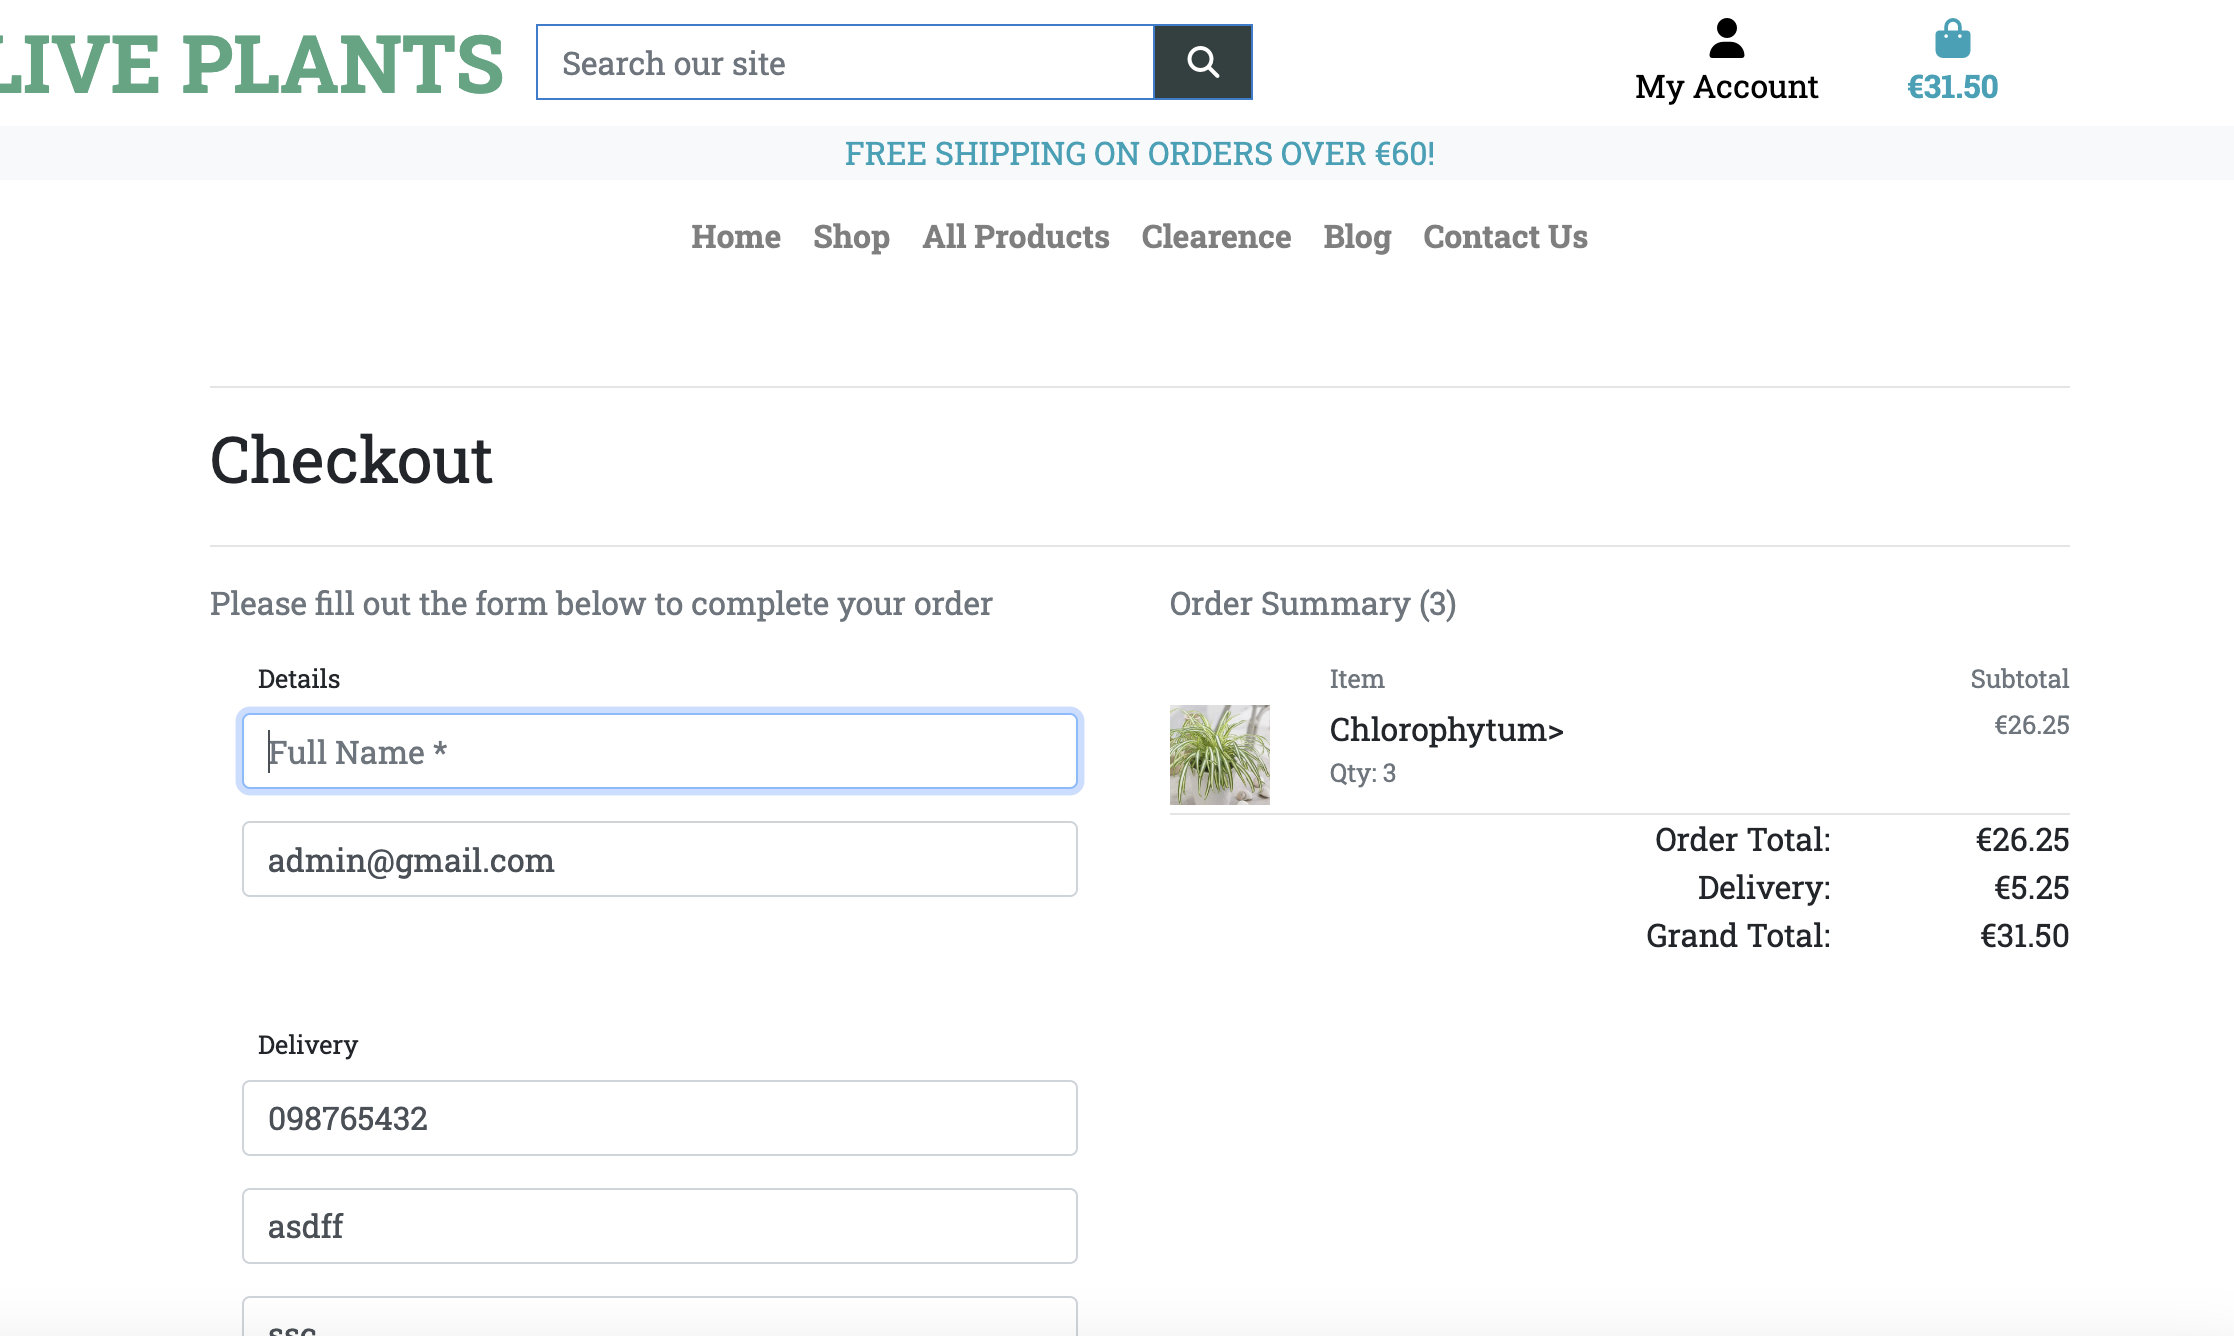 LIVE PLANTS
Search our site
My Account
€31.50
FREE SHIPPING ON ORDERS OVER €60!
Home Shop All Products Clearence Blog Contact Us
Checkout
Please fill out the form below to complete your order
Details
Full Name *
admin@gmail.com
Delivery
098765432
asdff
ssc
Order Summary (3)
Item Subtotal
Chlorophytum> €26.25
Qty: 3
Order Total: €26.25
Delivery: €5.25
Grand Total: €31.50